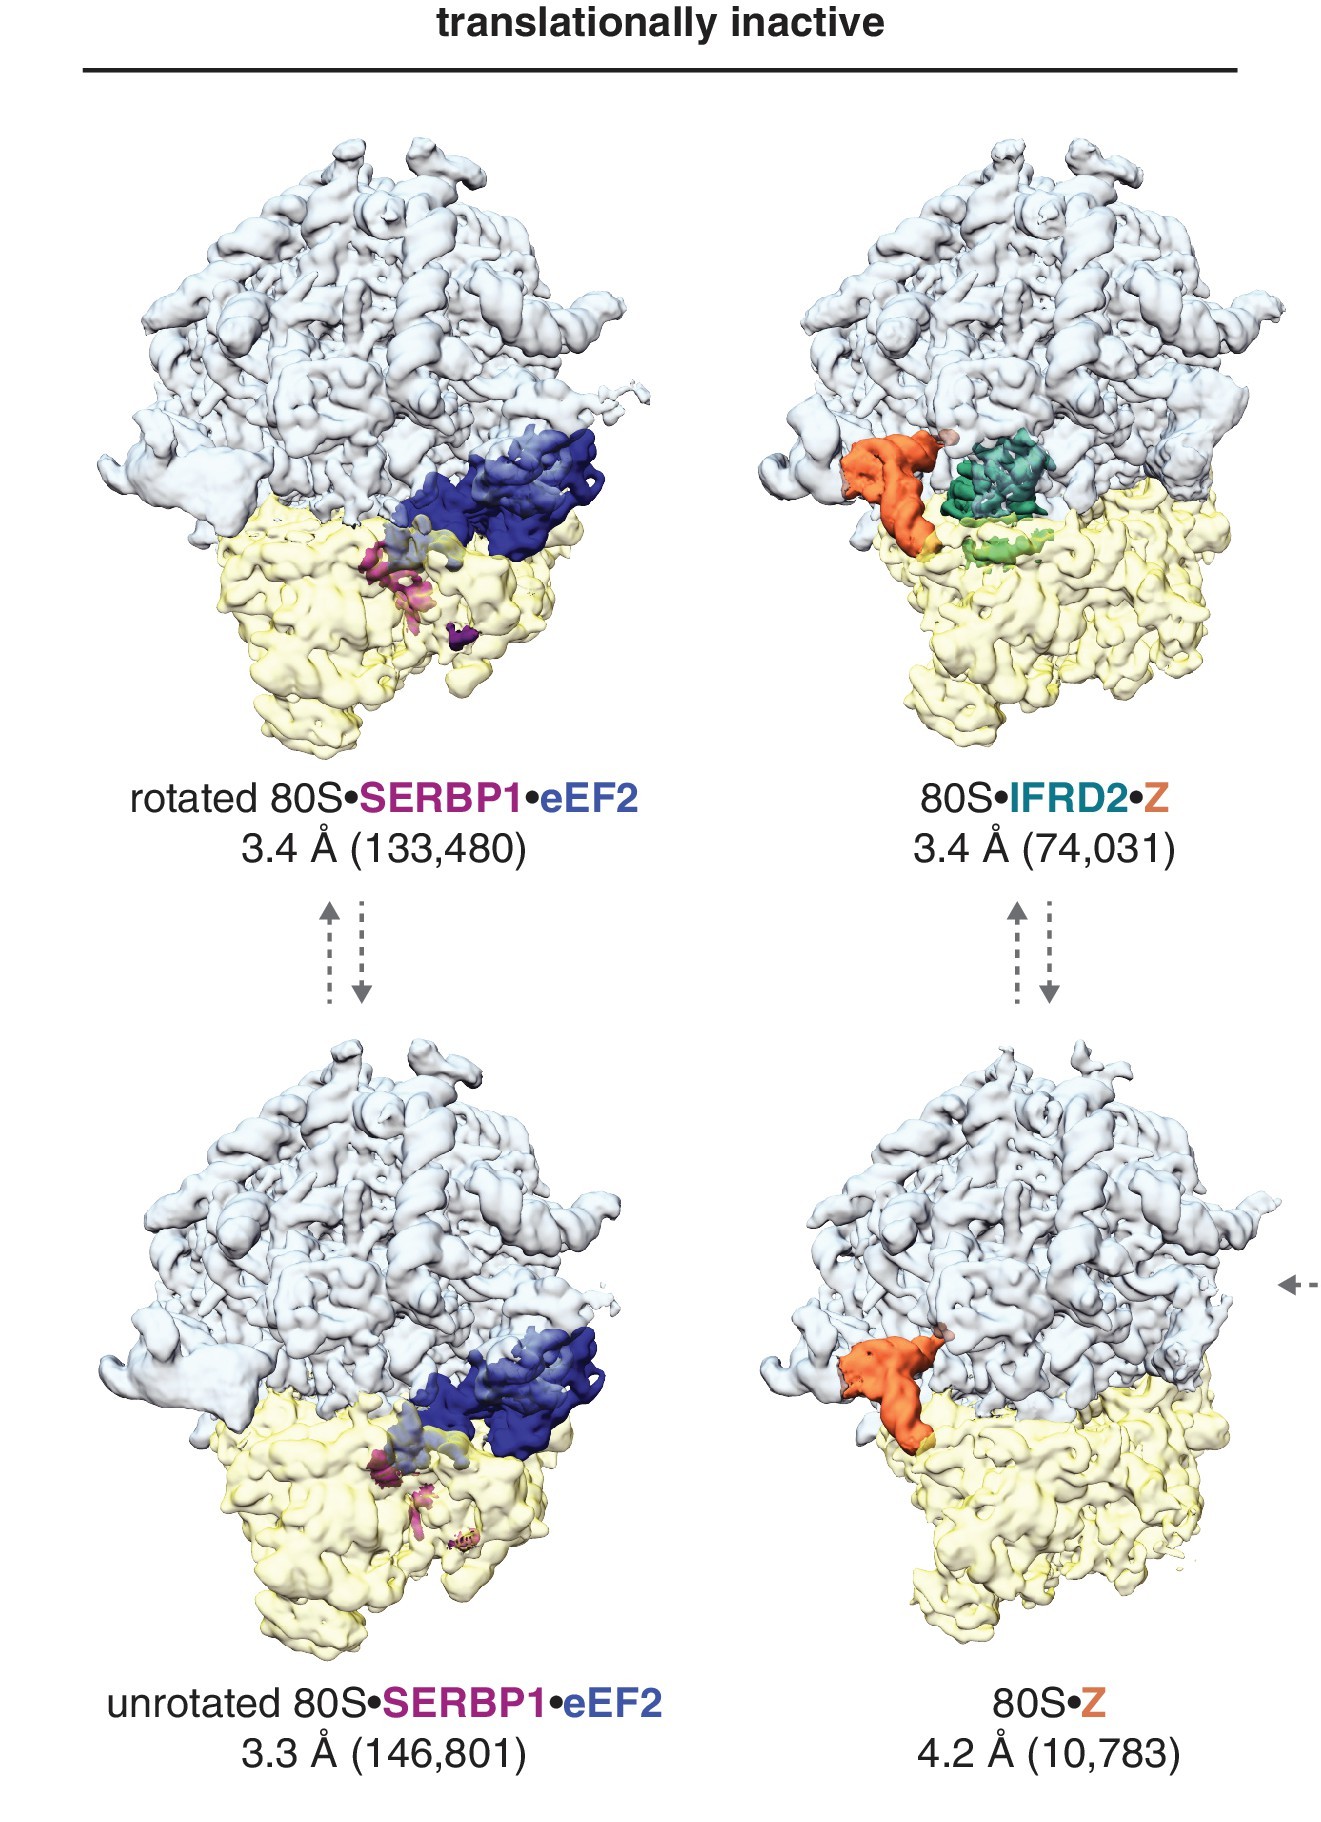 translationally inactive
rotated 80S•SERBP1•eEF2
3.4 Å (133,480)
80S•IFRD2•Z
3.4 Å (74,031)
unrotated 80S•SERBP1•eEF2
3.3 Å (146,801)
80S•Z
4.2 Å (10,783)